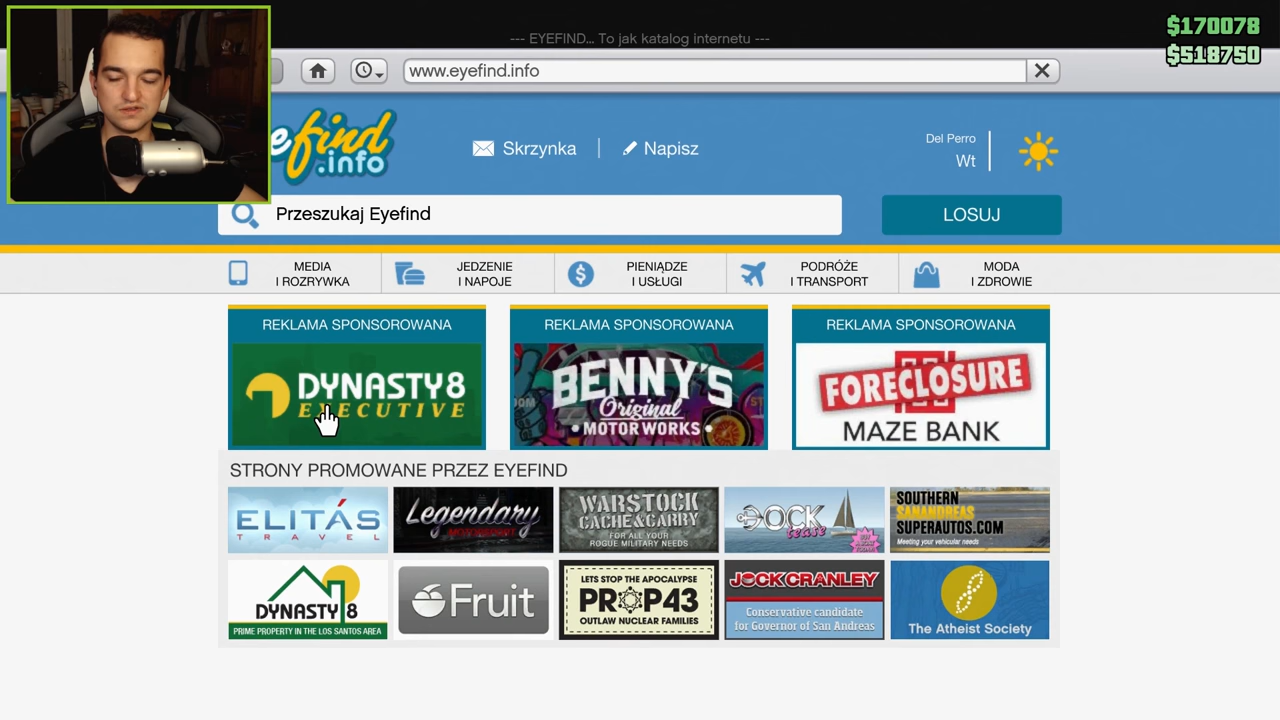 --- EYEFIND... To jak katalog internetu ---
$170078
$518750
www.eyefind.info
efind
.info
Skrzynka
Napisz
Del Perro
Wt
Przeszukaj Eyefind
LOSUJ
MEDIA
I ROZRYWKA
JEDZENIE
I NAPOJE
PIENIĄDZE
I USŁUGI
PODRÓŻE
I TRANSPORT
MODA
I ZDROWIE
REKLAMA SPONSOROWANA
DYNASTY8
EXECUTIVE
REKLAMA SPONSOROWANA
BENNY'S
Original
MOTOR WORKS
REKLAMA SPONSOROWANA
FORECLOSURE
MAZE BANK
STRONY PROMOWANE PRZEZ EYEFIND
ELITÁS
TRAVEL
Legendary
MOTORSPORT
WARSTOCK
CACHE&CARRY
FOR ALL YOUR
ROGUE MILITARY NEEDS
DOCK
tease
SOUTHERN
SANANDREAS
SUPERAUTOS.COM
Meeting your vehicular needs
DYNASTY 8
PRIME PROPERTY IN THE LOS SANTOS AREA
Fruit
LETS STOP THE APOCALYPSE
PROP43
OUTLAW NUCLEAR FAMILIES
JOCK CRANLEY
Conservative candidate
for Governor of San Andreas
The Atheist Society